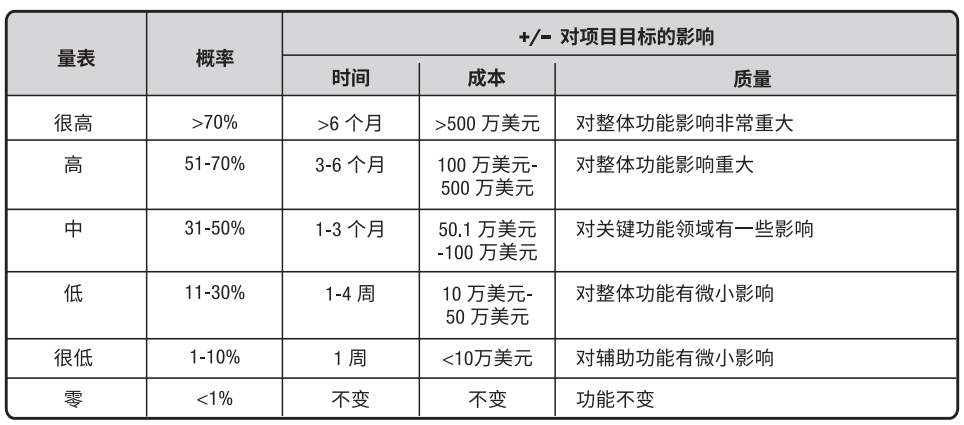 量表 概率 +/- 对项目目标的影响
时间 成本 质量
很高 >70% >6 个月 >500 万美元 对整体功能影响非常重大
高 51-70% 3-6 个月 100 万美元-
500 万美元 对整体功能影响重大
中 31-50% 1-3 个月 50.1 万美元
-100 万美元 对关键功能领域有一些影响
低 11-30% 1-4 周 10 万美元-
50 万美元 对整体功能有微小影响
很低 1-10% 1 周 <10万美元 对辅助功能有微小影响
零 <1% 不变 不变 功能不变